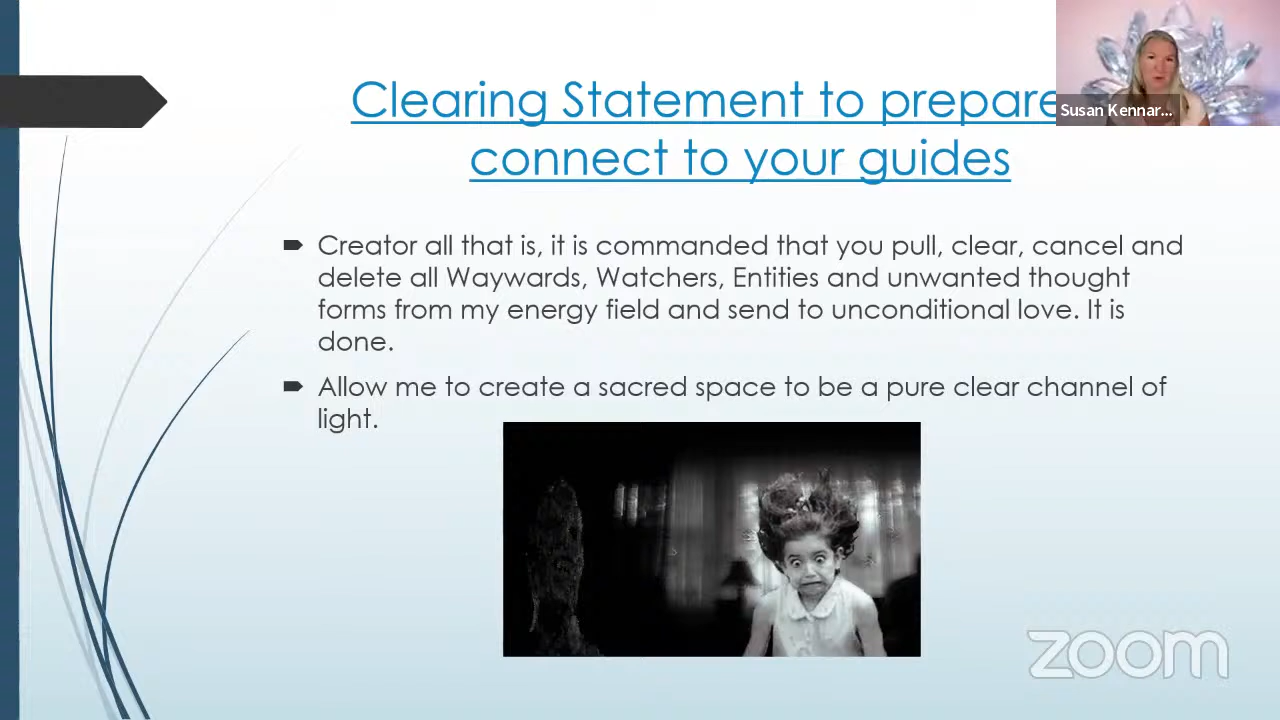 Clearing Statement to prepare
connect to your guides
Susan Kennar...
Creator all that is, it is commanded that you pull, clear, cancel and
delete all Waywards, Watchers, Entities and unwanted thought
forms from my energy field and send to unconditional love. It is
done.
Allow me to create a sacred space to be a pure clear channel of
light.
zoom